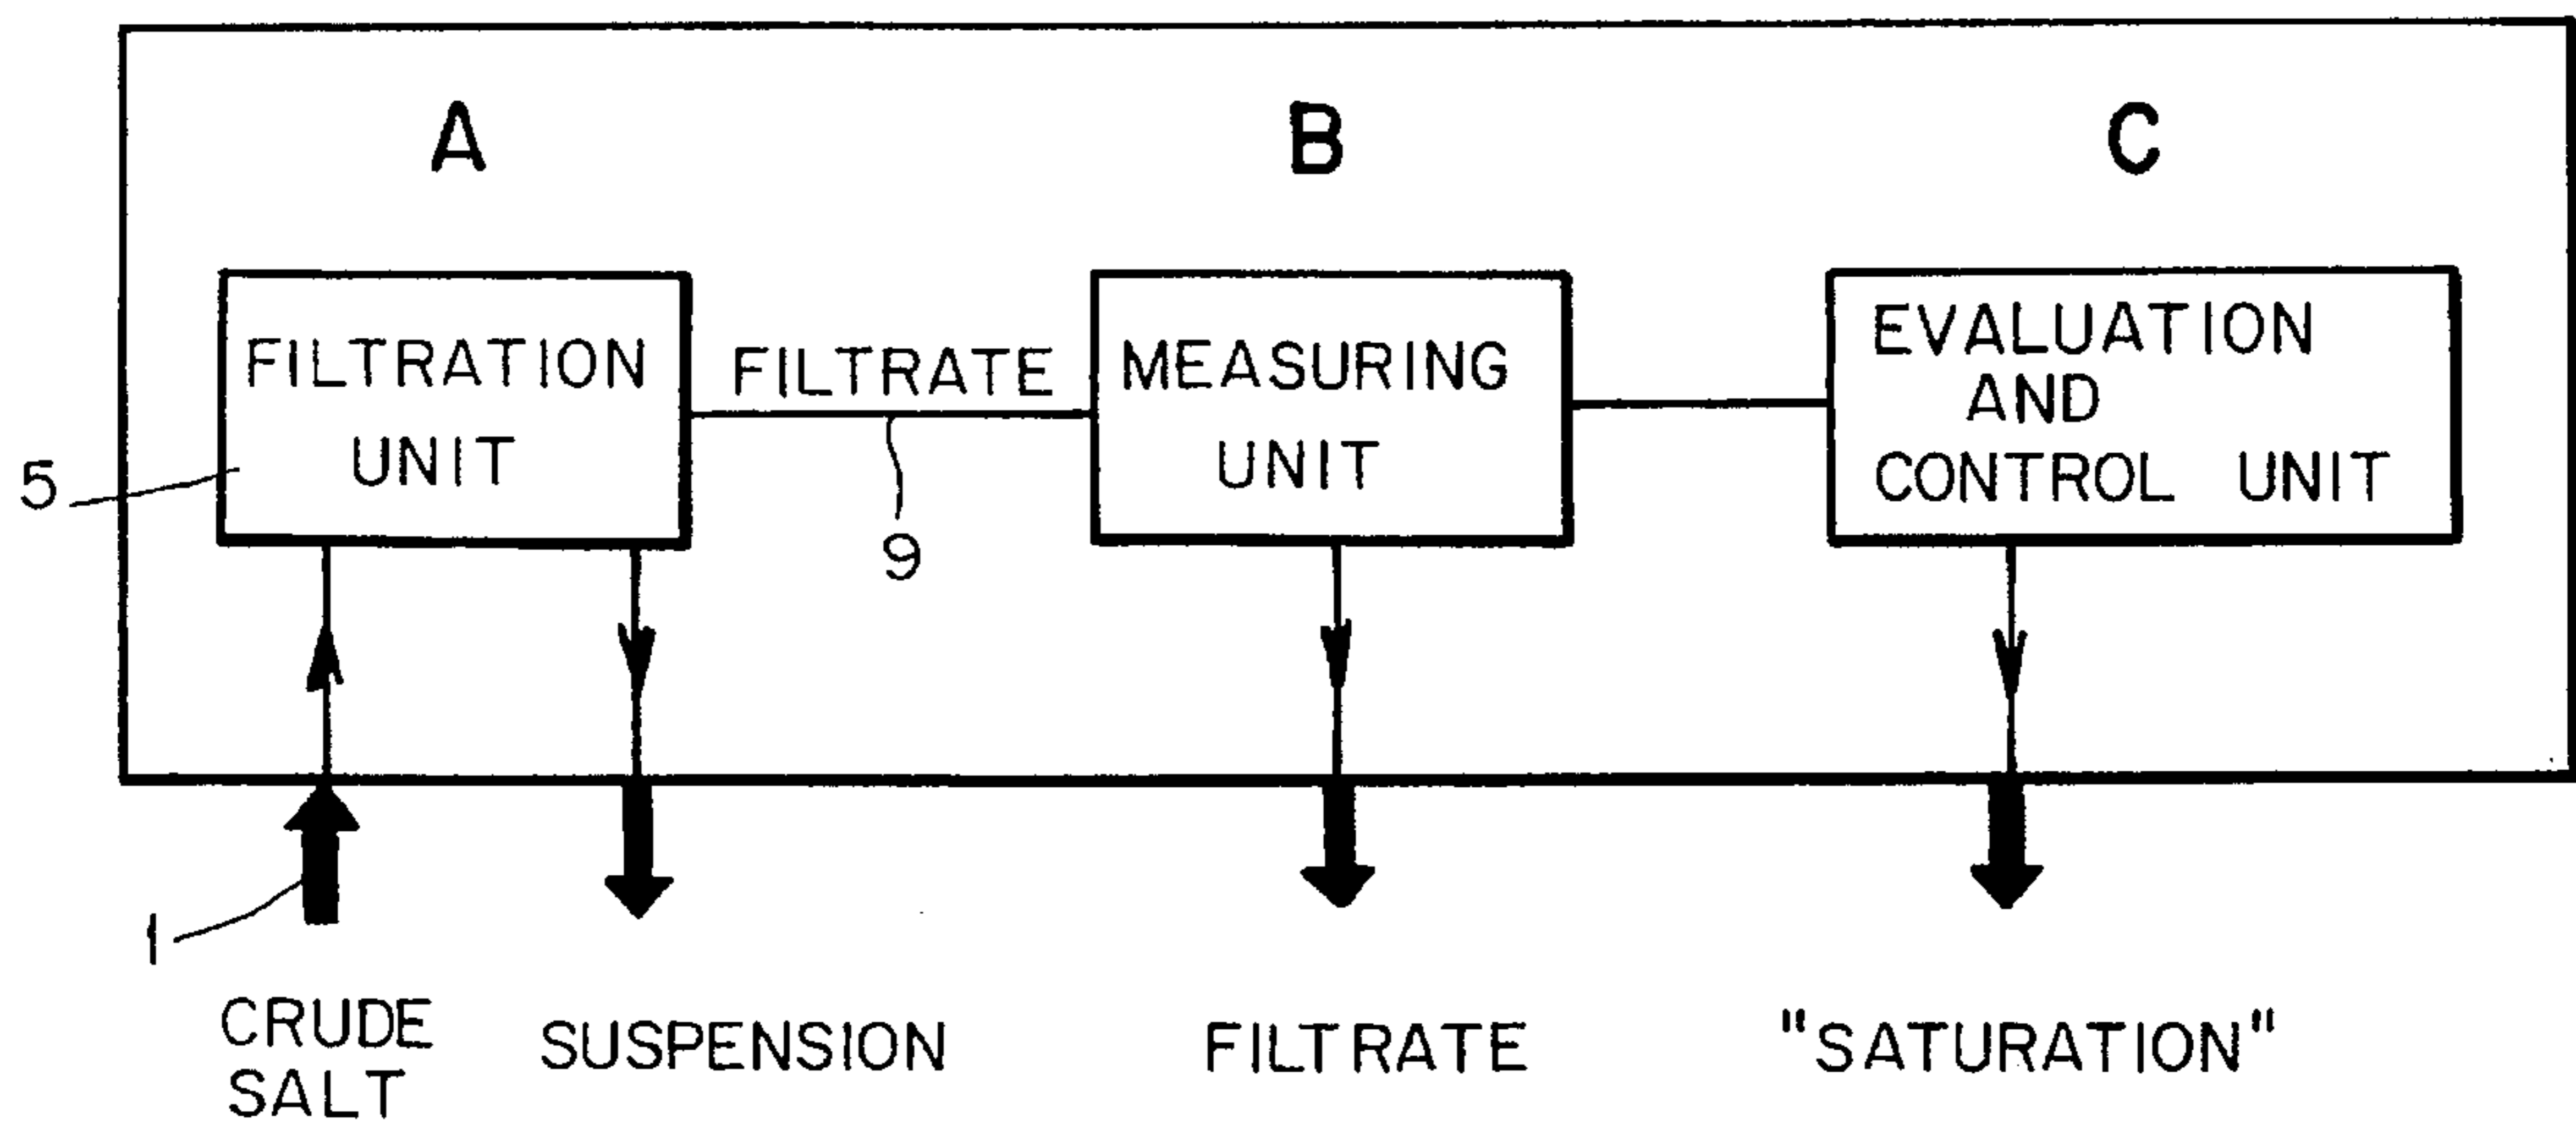 A
B
C
FILTRATION
UNIT
FILTRATE
MEASURING
UNIT
EVALUATION
AND
CONTROL UNIT
5
9
1
CRUDE
SALT
SUSPENSION
FILTRATE
"SATURATION"